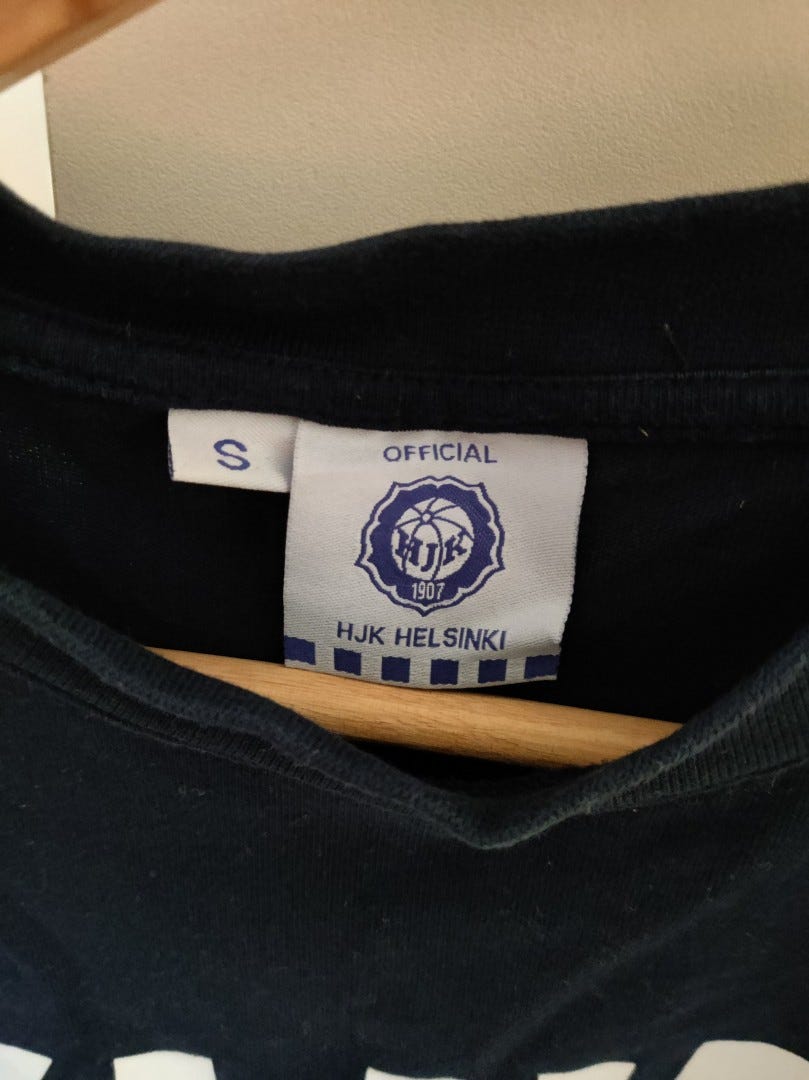 S
OFFICIAL
HJK
1907
HJK HELSINKI